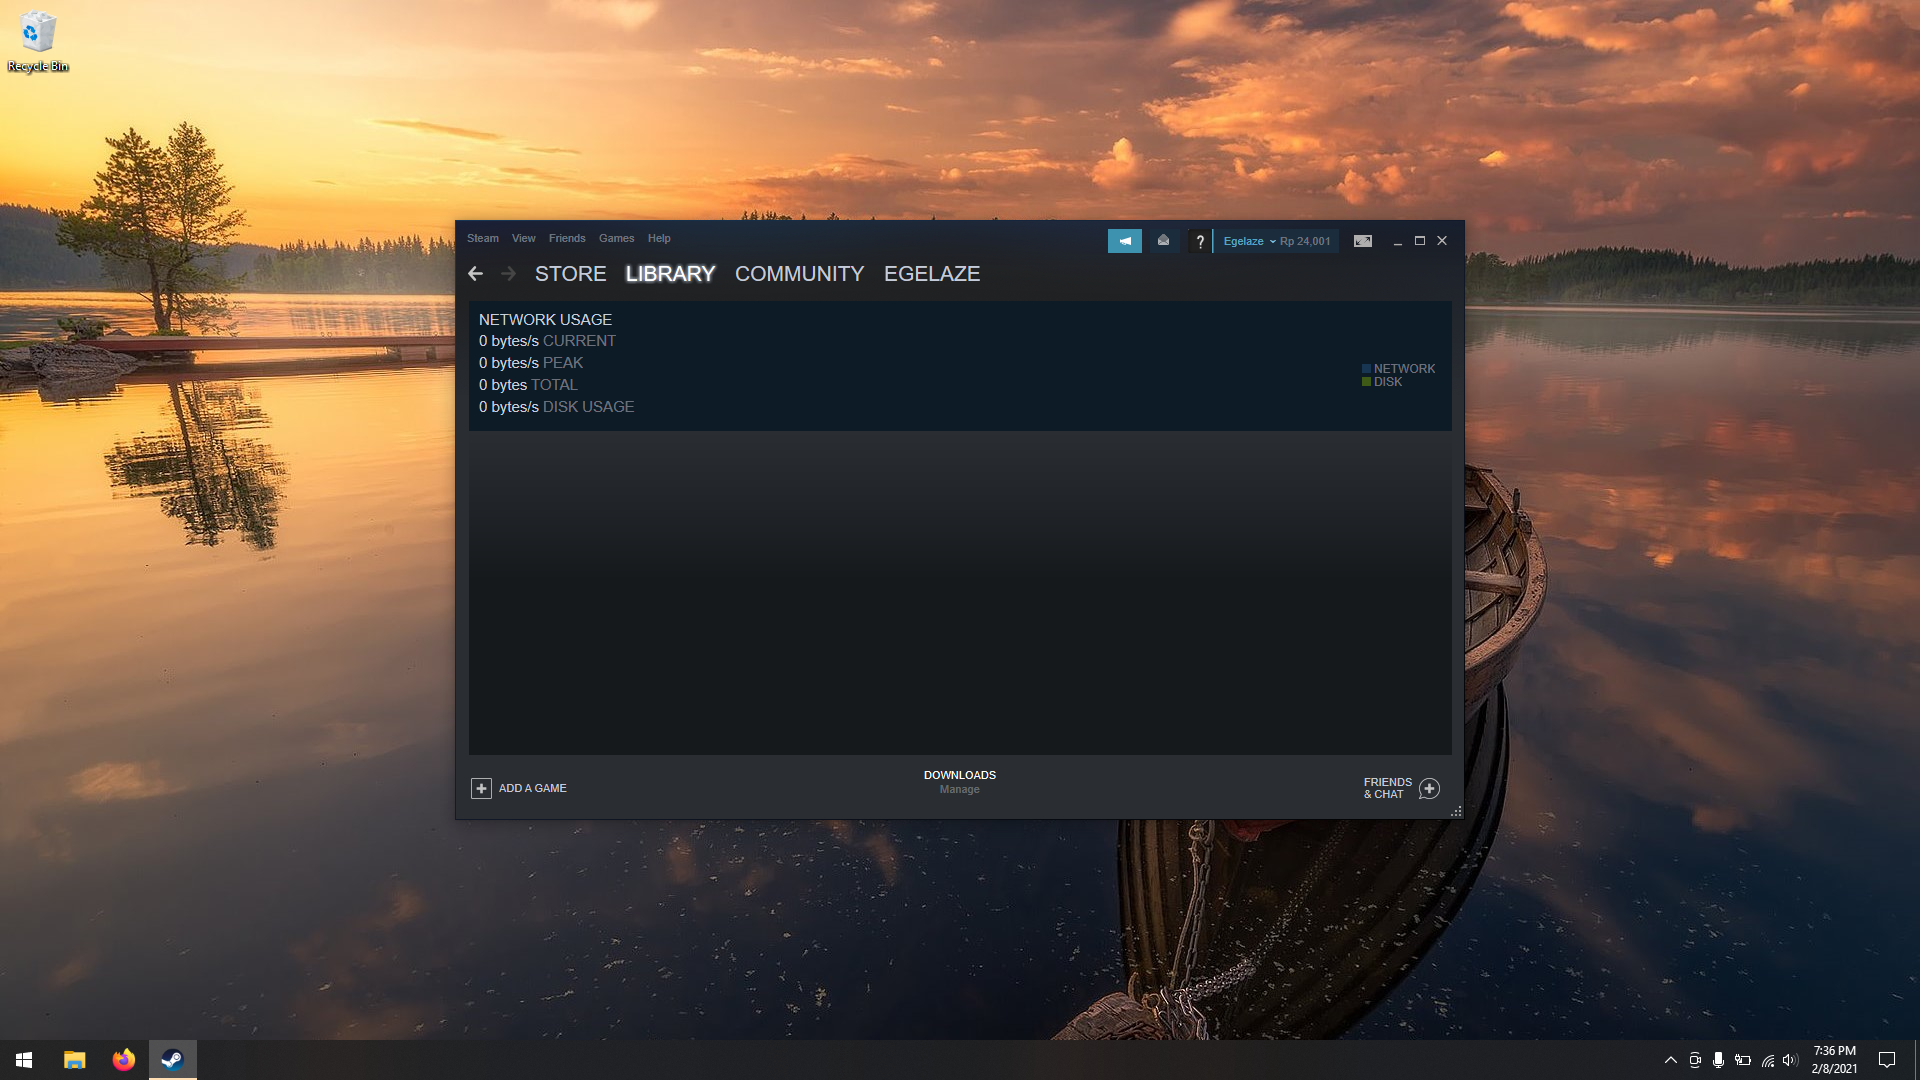 Recycle Bin
Steam View Friends Games Help
? Egelaze Rp 24,001
STORE LIBRARY COMMUNITY EGELAZE
NETWORK USAGE
0 bytes/s CURRENT
0 bytes/s PEAK
0 bytes TOTAL
0 bytes/s DISK USAGE
NETWORK
DISK
ADD A GAME
DOWNLOADS
Manage
FRIENDS
& CHAT
7:36 PM
2/8/2021